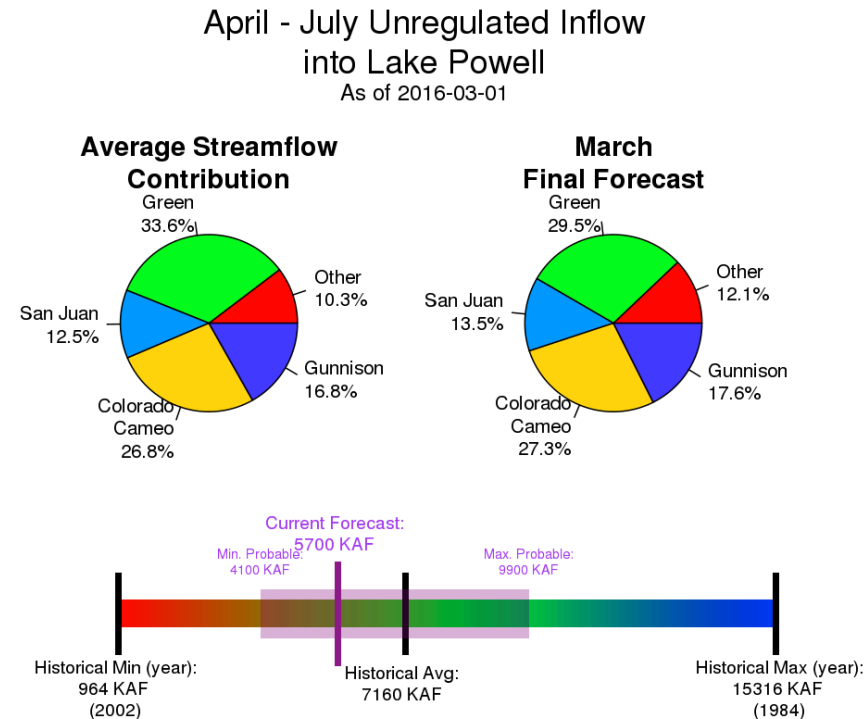 April - July Unregulated Inflow
into Lake Powell
As of 2016-03-01
Average Streamflow
Contribution
Green
33.6%
Other
10.3%
San Juan
12.5%
Gunnison
16.8%
Colorado
Cameo
26.8%
March
Final Forecast
Green
29.5%
Other
12.1%
San Juan
13.5%
Gunnison
17.6%
Colorado
Cameo
27.3%
Current Forecast:
5700 KAF
Min. Probable:
4100 KAF
Max. Probable:
9900 KAF
Historical Min (year):
964 KAF
(2002)
Historical Avg:
7160 KAF
Historical Max (year):
15316 KAF
(1984)